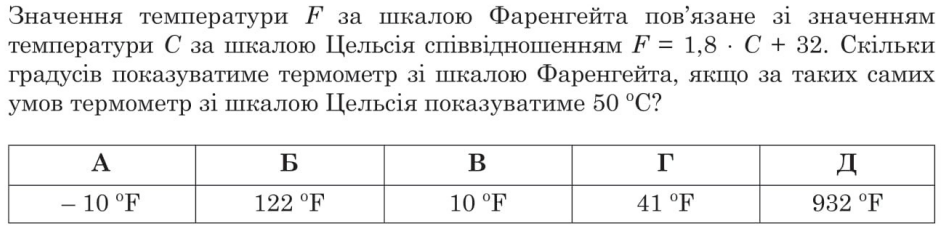 Значення температури F за шкалою Фаренгейта пов’язане зі значенням
температури C за шкалою Цельсія співвідношенням F = 1,8 · C + 32. Скільки
градусів показуватиме термометр зі шкалою Фаренгейта, якщо за таких самих
умов термометр зі шкалою Цельсія показуватиме 50 °C?
А Б В Г Д
– 10 °F 122 °F 10 °F 41 °F 932 °F